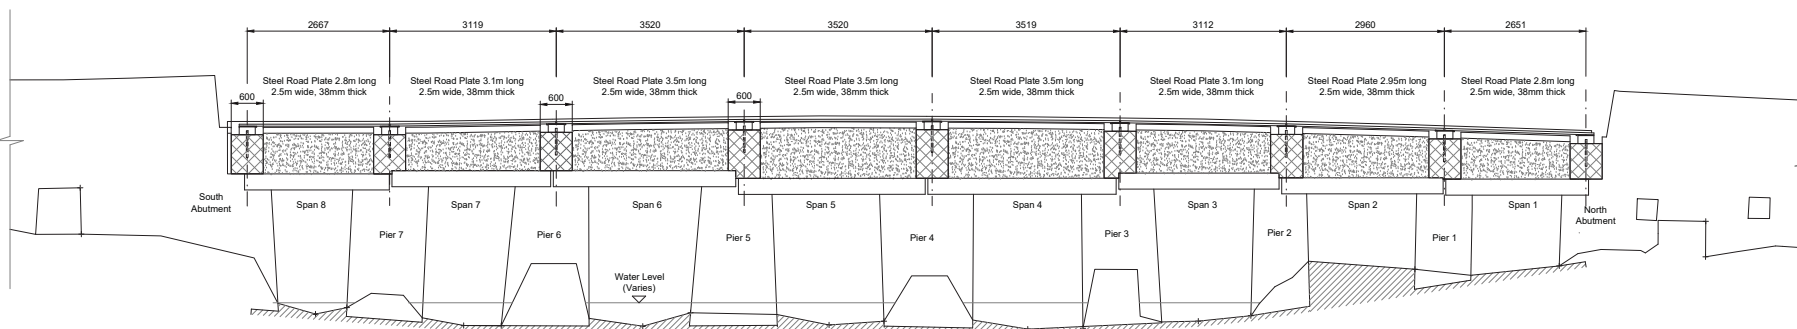 2667
3119
3520
3520
3519
3112
2960
2651
Steel Road Plate 2.8m long
2.5m wide, 38mm thick
Steel Road Plate 3.1m long
2.5m wide, 38mm thick
Steel Road Plate 3.5m long
2.5m wide, 38mm thick
Steel Road Plate 3.5m long
2.5m wide, 38mm thick
Steel Road Plate 3.5m long
2.5m wide, 38mm thick
Steel Road Plate 3.1m long
2.5m wide, 38mm thick
Steel Road Plate 2.95m long
2.5m wide, 38mm thick
Steel Road Plate 2.8m long
2.5m wide, 38mm thick
600
600
600
South
Abutment
Span 8
Span 7
Span 6
Span 5
Span 4
Span 3
Span 2
Span 1
North
Abutment
Pier 7
Pier 6
Pier 5
Pier 4
Pier 3
Pier 2
Pier 1
Water Level
(Varies)